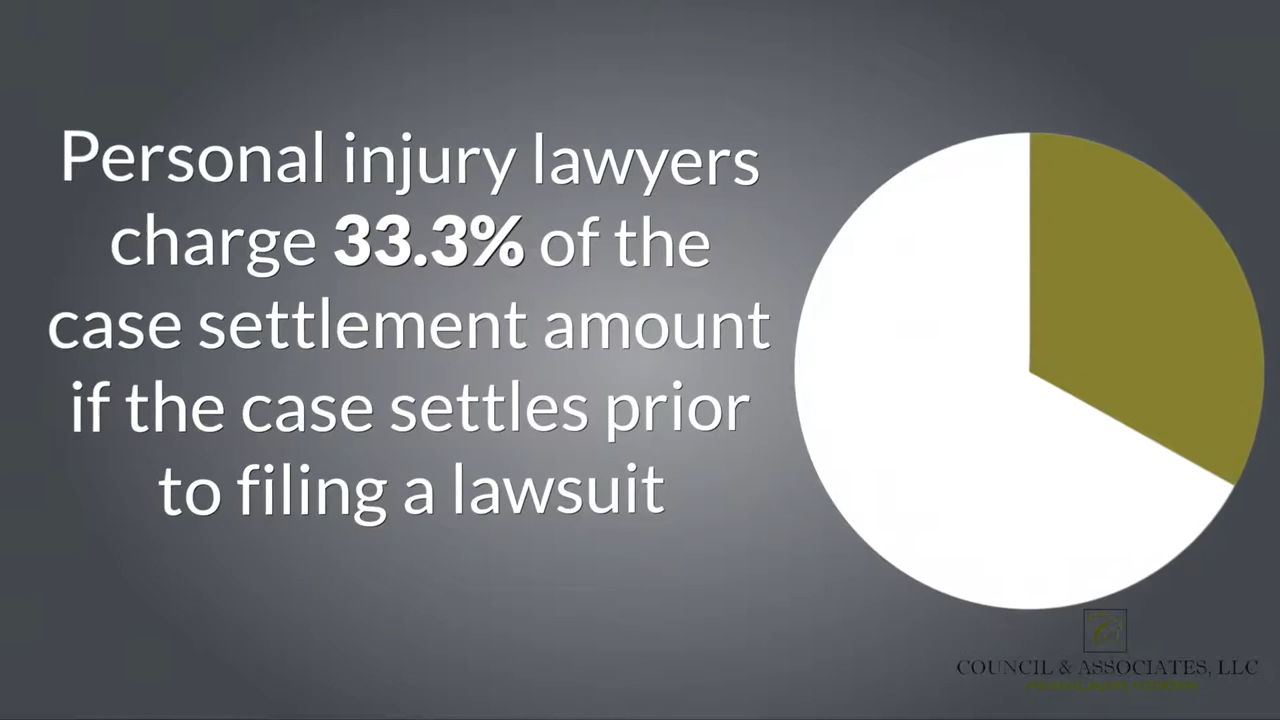 Personal injury lawyers
charge 33.3% of the
case settlement amount
if the case settles prior
to filing a lawsuit
COUNCIL & ASSOCIATES, LLC